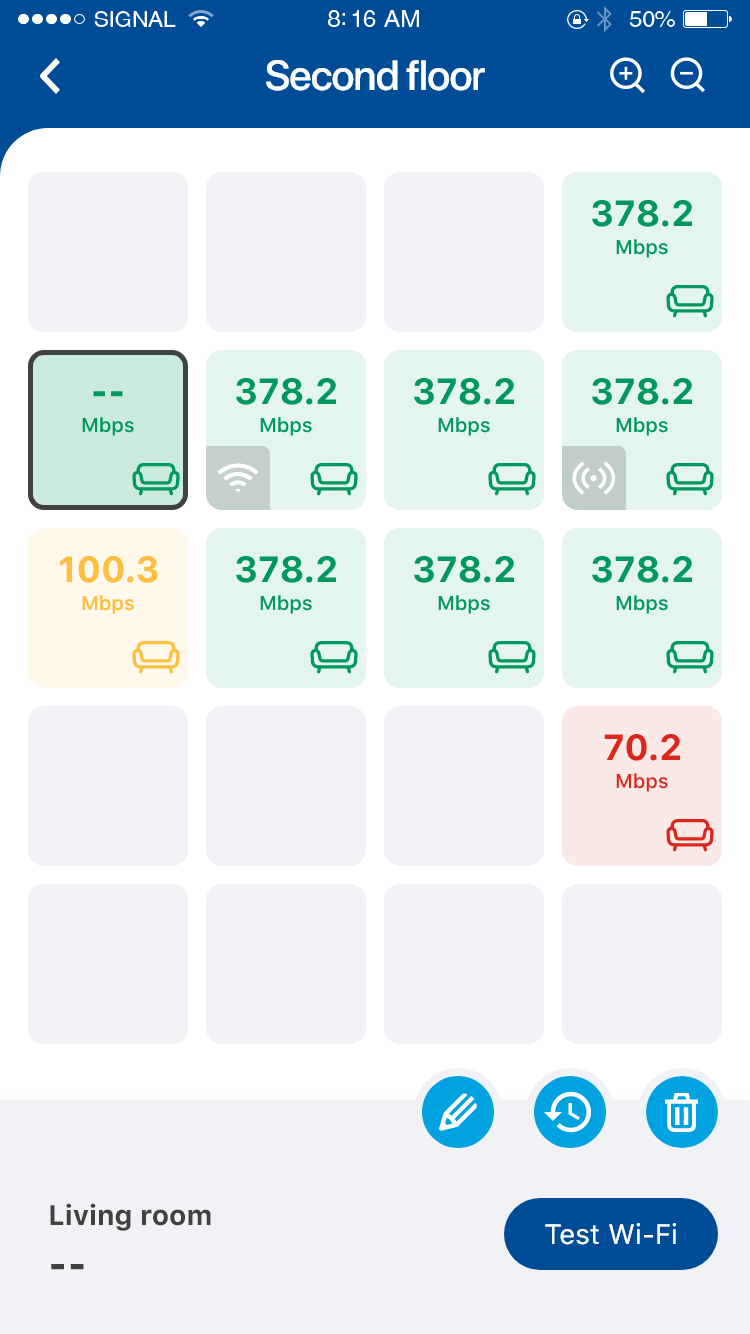 SIGNAL 8:16 AM 50%
Second floor
378.2
Mbps
-- 378.2 378.2 378.2
Mbps Mbps Mbps Mbps
100.3 378.2 378.2 378.2
Mbps Mbps Mbps Mbps
70.2
Mbps
Living room
--
Test Wi-Fi